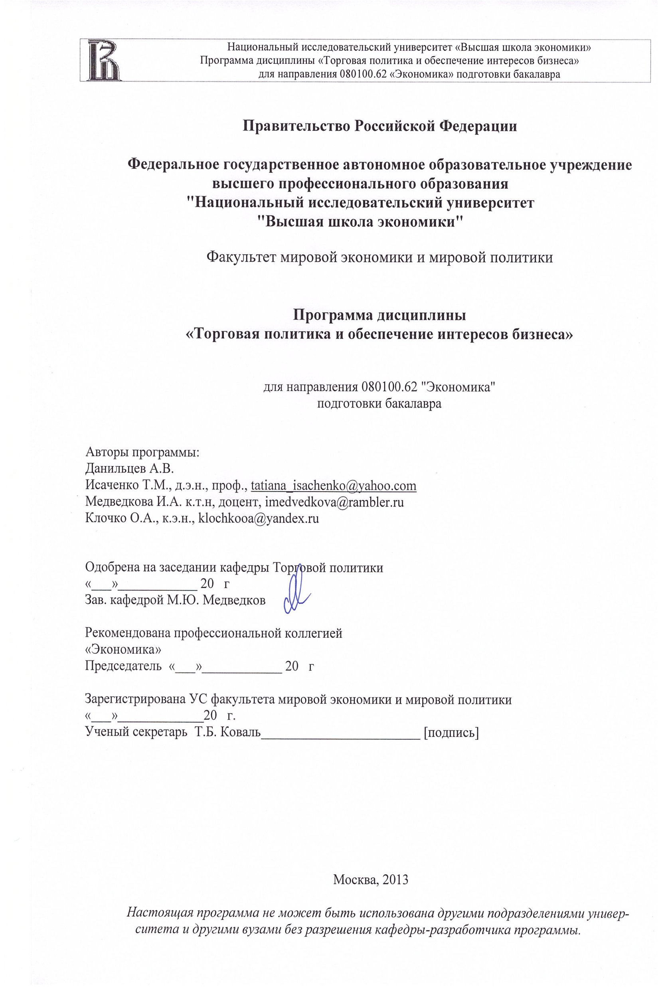 Национальный исследовательский университет «Высшая школа экономики»
Программа дисциплины «Торговая политика и обеспечение интересов бизнеса»
для направления 080100.62 «Экономика» подготовки бакалавра
Правительство Российской Федерации
Федеральное государственное автономное образовательное учреждение
высшего профессионального образования
"Национальный исследовательский университет
"Высшая школа экономики"
Факультет мировой экономики и мировой политики
Программа дисциплины
«Торговая политика и обеспечение интересов бизнеса»
для направления 080100.62 "Экономика"
подготовки бакалавра
Авторы программы:
Данильцев А.В.
Исаченко Т.М., д.э.н., проф., tatiana_isachenko@yahoo.com
Медведкова И.А. к.т.н, доцент, imedvedkova@rambler.ru
Клочко О.А., к.э.н., klochkooa@yandex.ru
Одобрена на заседании кафедры Торговой политики
«___»____________ 20   г
Зав. кафедрой М.Ю. Медведков
Рекомендована профессиональной коллегией
«Экономика»
Председатель  «___»____________ 20   г
Зарегистрирована УС факультета мировой экономики и мировой политики
«___»_____________20   г.
Ученый секретарь  Т.Б. Коваль________________________ [подпись]
Москва, 2013
Настоящая программа не может быть использована другими подразделениями универ-
ситета и другими вузами без разрешения кафедры-разработчика программы.